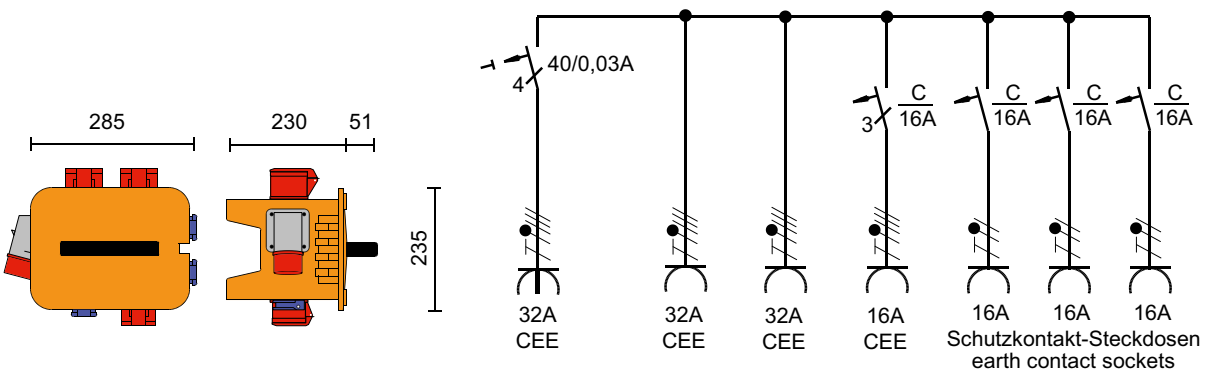 285
230
51
235
40/0,03A
4
3
C
16A
C
16A
C
16A
C
16A
32A
CEE
32A
CEE
32A
CEE
16A
CEE
16A
16A
16A
Schutzkontakt-Steckdosen
earth contact sockets